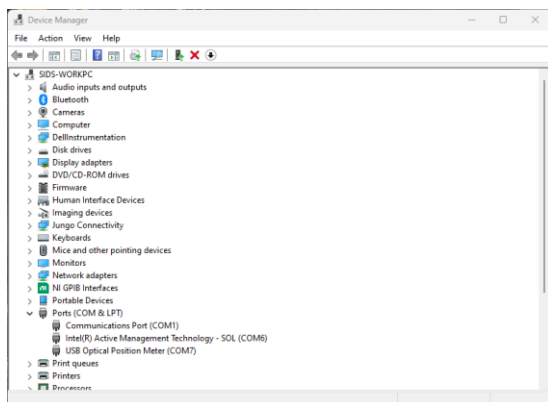 Device Manager
File Action View Help
SIDS-WORKPC
Audio inputs and outputs
Bluetooth
Cameras
Computer
DellInstrumentation
Disk drives
Display adapters
DVD/CD-ROM drives
Firmware
Human Interface Devices
Imaging devices
Jungo Connectivity
Keyboards
Mice and other pointing devices
Monitors
Network adapters
NI GPIB Interfaces
Portable Devices
Ports (COM & LPT)
Communications Port (COM1)
Intel(R) Active Management Technology - SOL (COM6)
USB Optical Position Meter (COM7)
Print queues
Printers
Processors